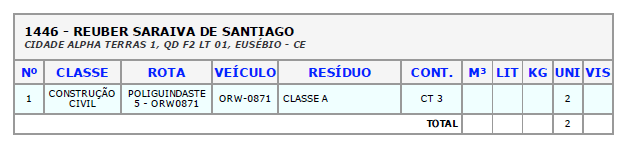 1446 - REUBER SARAIVA DE SANTIAGO
CIDADE ALPHA TERRAS 1, QD F2 LT 01, EUSÉBIO - CE
Nº CLASSE ROTA VEÍCULO RESÍDUO CONT. M³ LIT KG UNI VIS
1 CONSTRUÇÃO CIVIL POLIGUINDASTE 5 - ORW0871 ORW-0871 CLASSE A CT 3 2
TOTAL 2